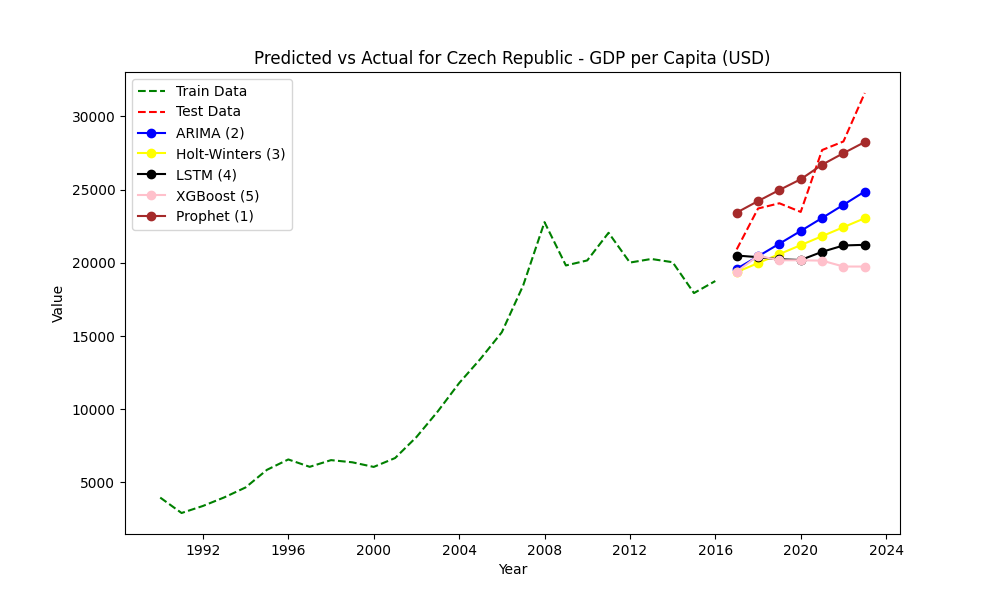 Predicted vs Actual for Czech Republic - GDP per Capita (USD)
Train Data
Test Data
ARIMA (2)
Holt-Winters (3)
LSTM (4)
XGBoost (5)
Prophet (1)
30000
25000
20000
15000
10000
5000
Value
1992 1996 2000 2004 2008 2012 2016 2020 2024
Year